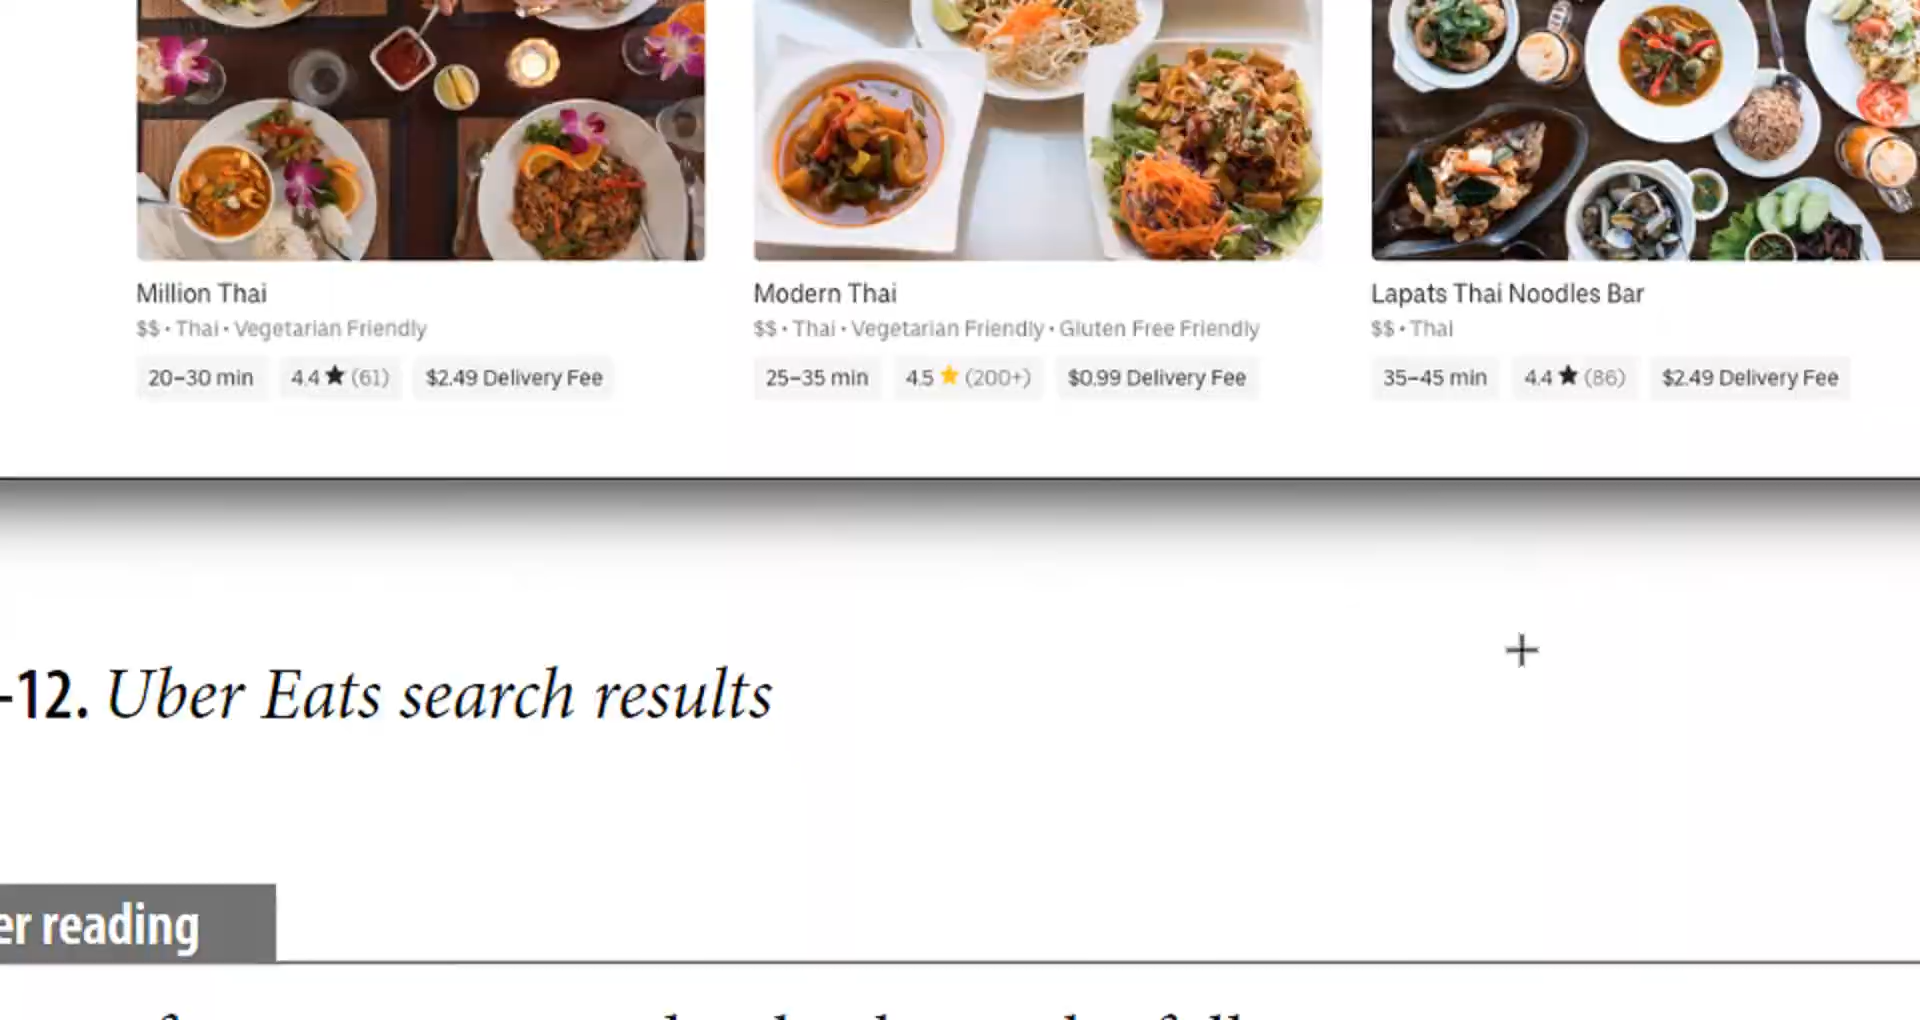 Million Thai
$$ • Thai • Vegetarian Friendly
20–30 min 4.4 ★ (61) $2.49 Delivery Fee
Modern Thai
$$ • Thai • Vegetarian Friendly • Gluten Free Friendly
25–35 min 4.5 ★ (200+) $0.99 Delivery Fee
Lapats Thai Noodles Bar
$$ • Thai
35–45 min 4.4 ★ (86) $2.49 Delivery Fee
-12. Uber Eats search results
er reading